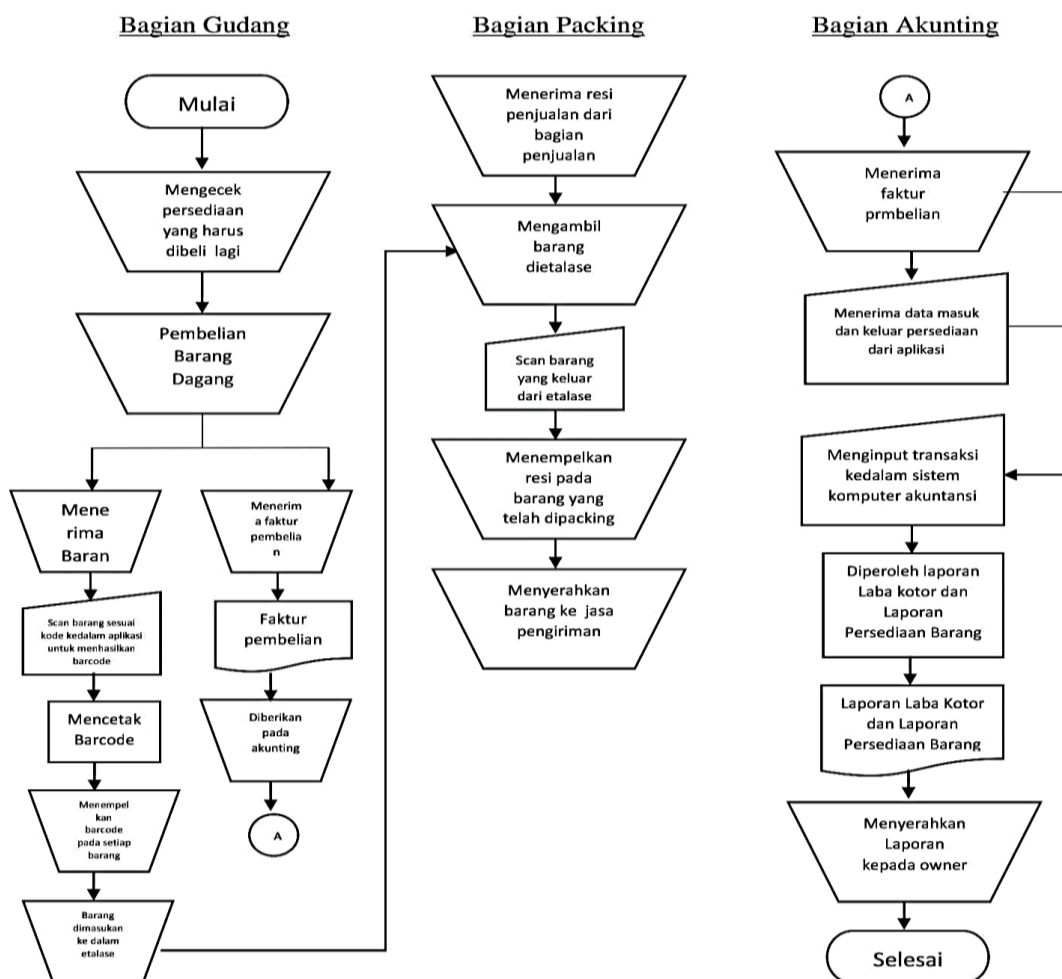 Bagian Gudang
Mulai
Mengecek
persediaan
yang harus
dibeli lagi
Pembelian
Barang
Dagang
Mene
rima
Baran
Scan barang sesuai
kode kedalam aplikasi
untuk menhasilkan
barcode
Mencetak
Barcode
Menempel
kan
barcode
pada setiap
barang
Barang
dimasukan
ke dalam
etalase
Menerim
a faktur
pembelia
n
Faktur
pembelian
Diberikan
pada
akunting
A
Bagian Packing
Menerima resi
penjualan dari
bagian
penjualan
Mengambil
barang
dietalase
Scan barang
yang keluar
dari etalase
Menempelkan
resi pada
barang yang
telah dipacking
Menyerahkan
barang ke jasa
pengiriman
Bagian Akunting
A
Menerima
faktur
prmbelian
Menerima data masuk
dan keluar persediaan
dari aplikasi
Menginput transaksi
kedalam sistem
komputer akuntansi
Diperoleh laporan
Laba kotor dan
Laporan
Persediaan Barang
Laporan Laba Kotor
dan Laporan
Persediaan Barang
Menyerahkan
Laporan
kepada owner
Selesai